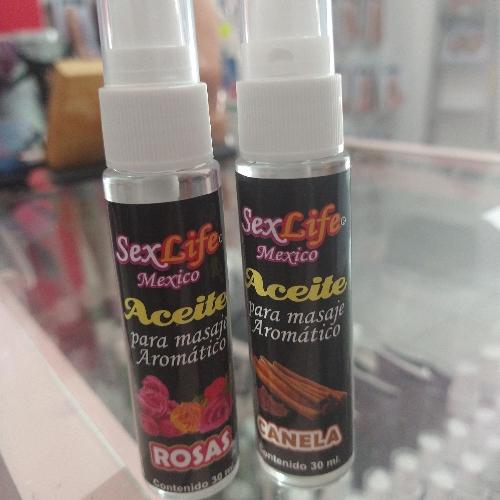 SexLife
Mexico
Aceite
para masaje
Aromático
ROSAS
Contenido 30 ml.
SexLife
Mexico
Aceite
para masaje
Aromático
CANELA
Contenido 30 ml.